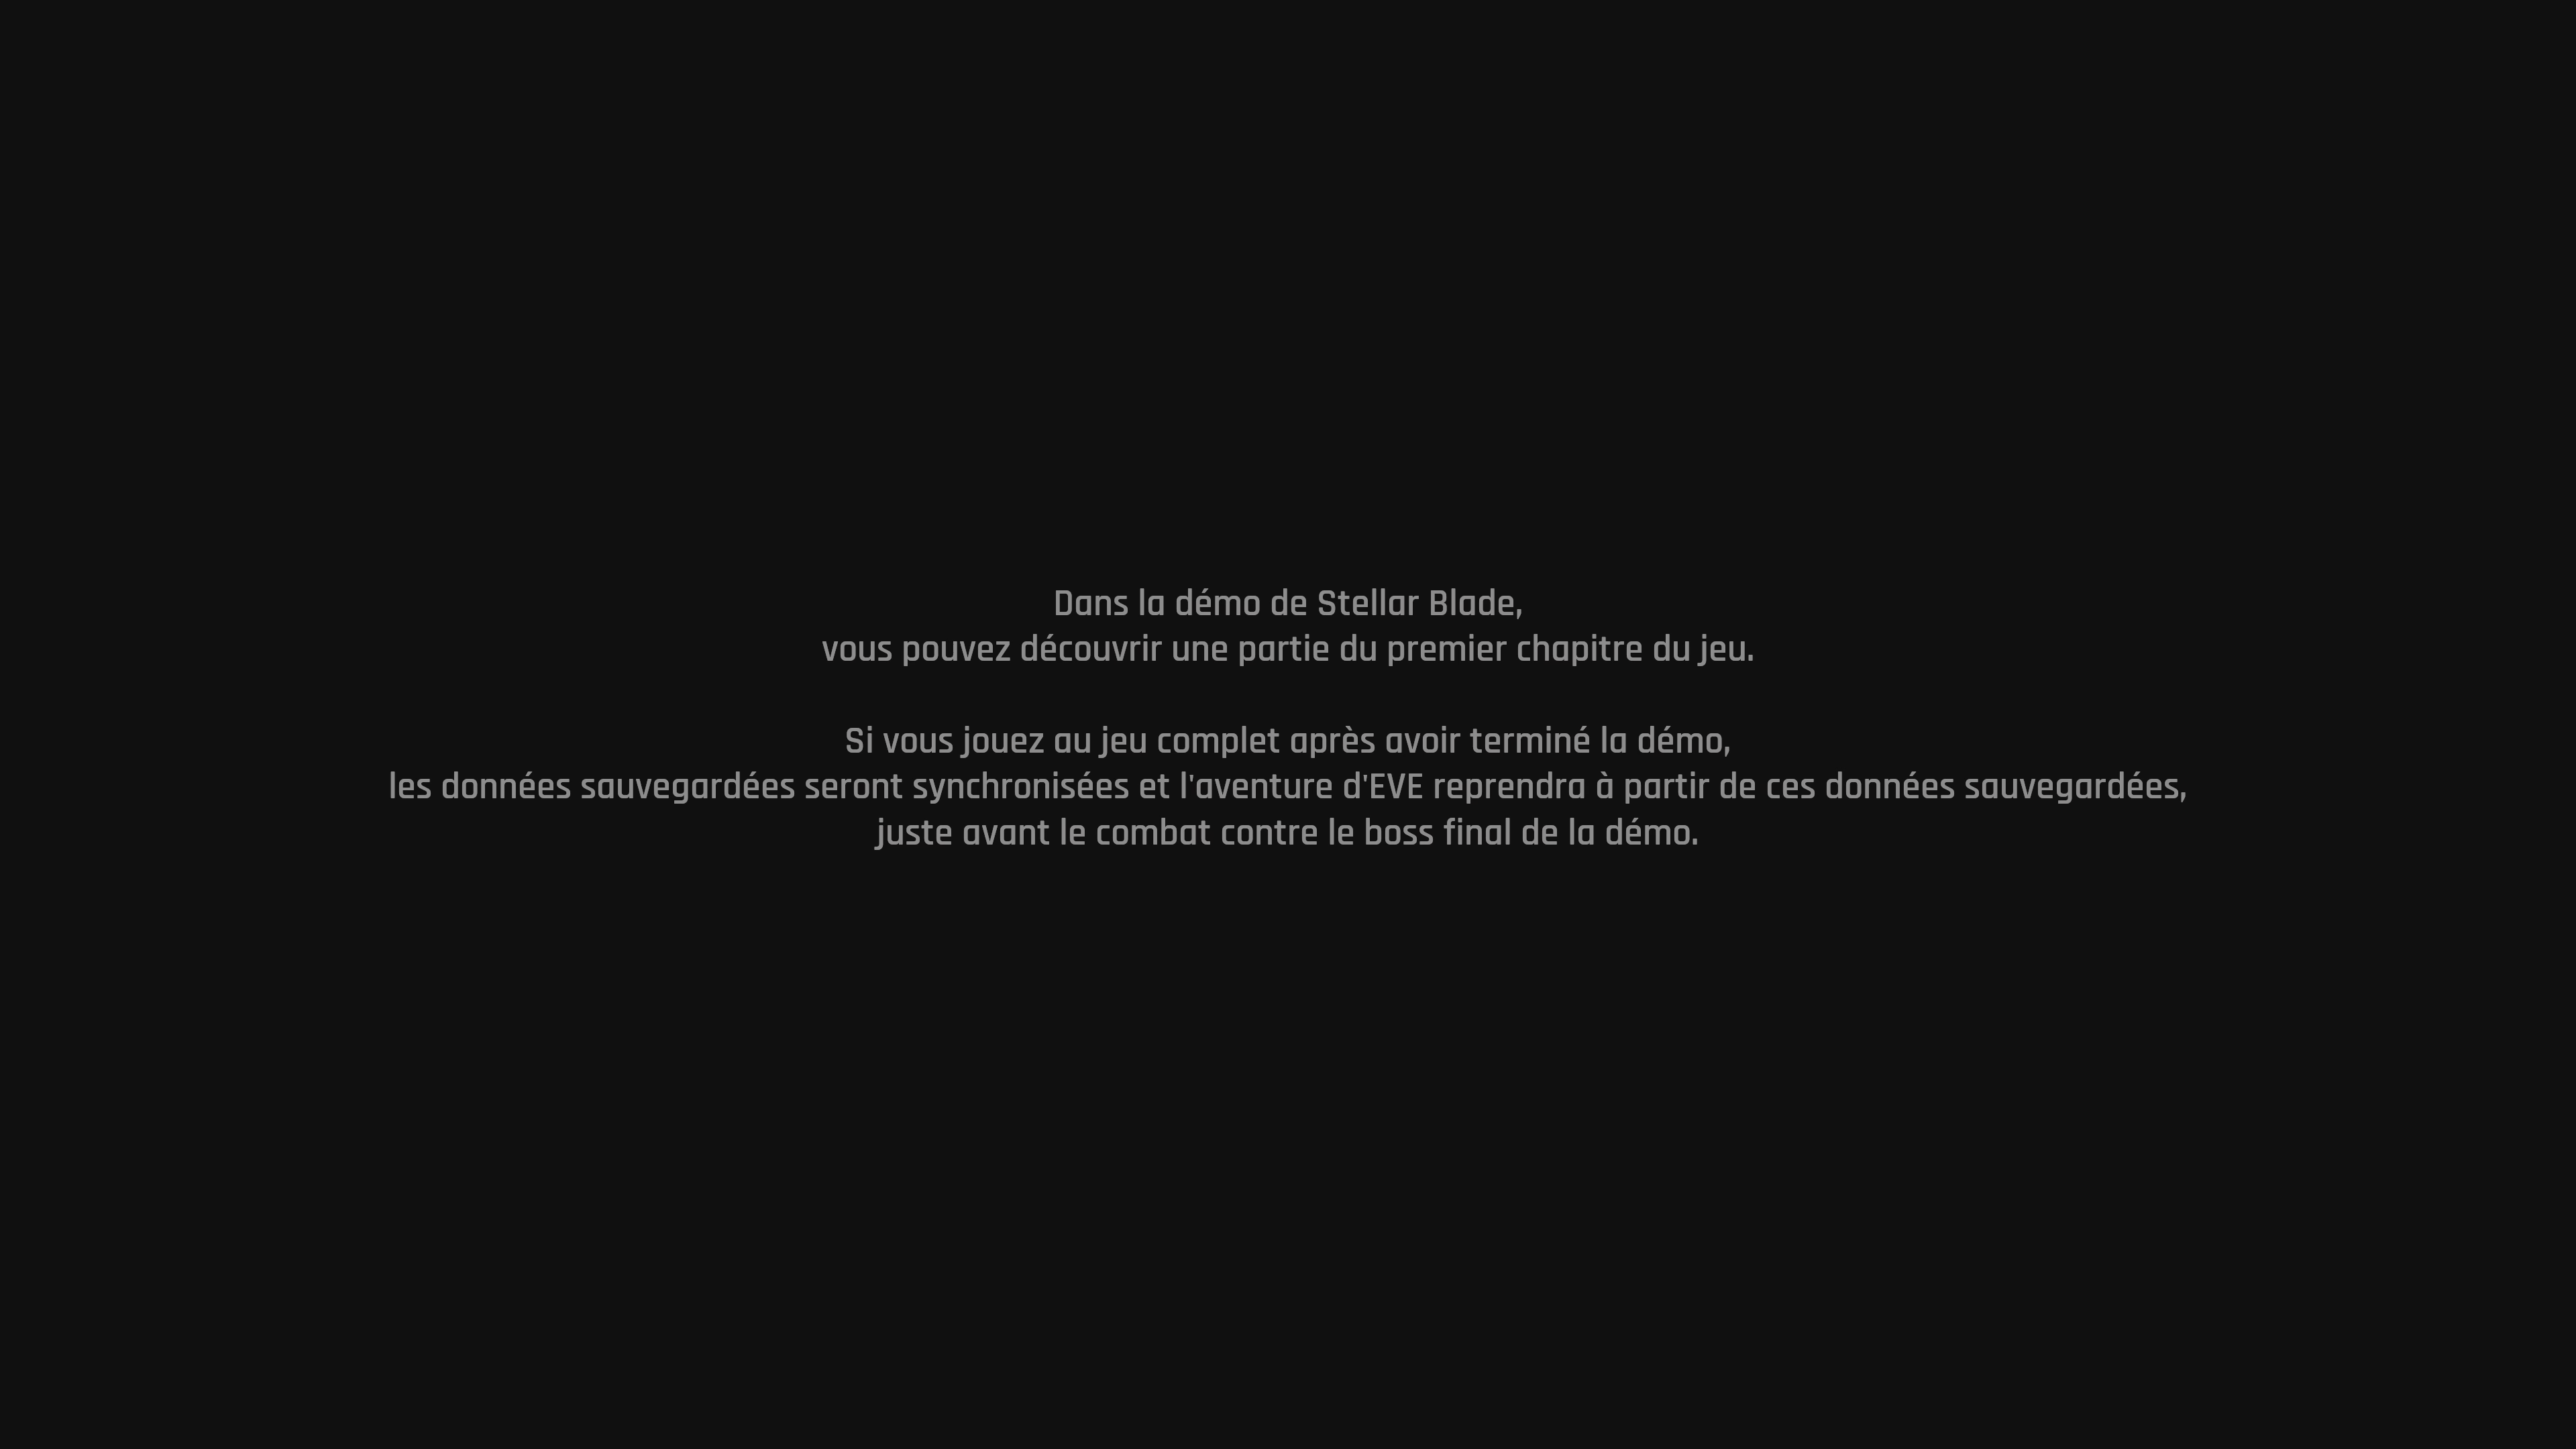 Dans la démo de Stellar Blade,
vous pouvez découvrir une partie du premier chapitre du jeu.
Si vous jouez au jeu complet après avoir terminé la démo,
les données sauvegardées seront synchronisées et l'aventure d'EVE reprendra à partir de ces données sauvegardées,
juste avant le combat contre le boss final de la démo.